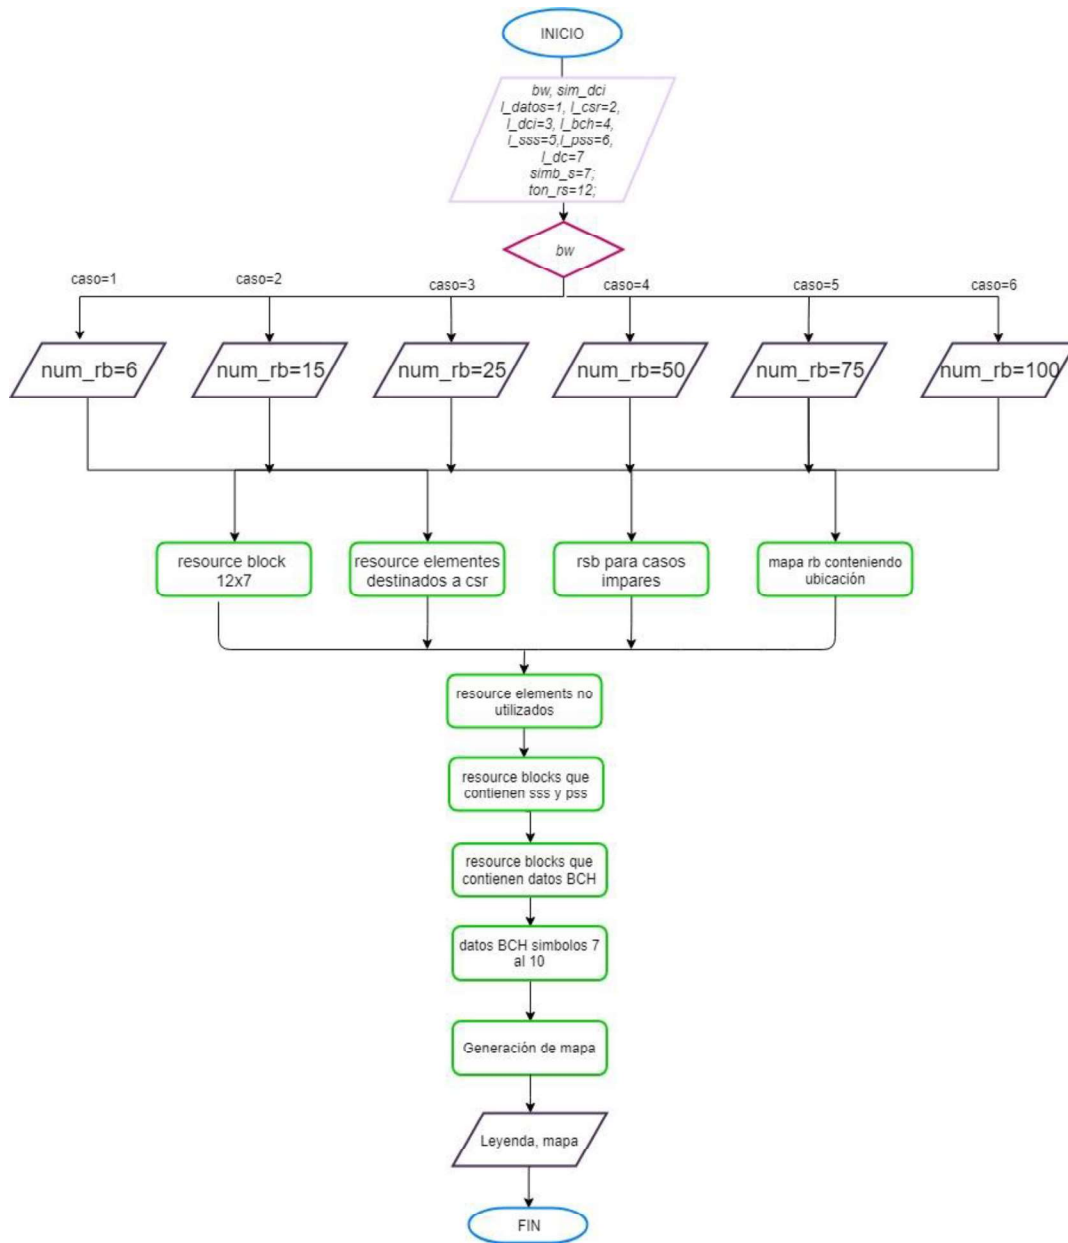 INICIO
bw, sim_dci
l_datos=1, l_csr=2,
l_dci=3, l_bch=4,
l_sss=5,l_pss=6,
l_dc=7
simb_s=7;
ton_rs=12;
bw
caso=1
caso=2
caso=3
caso=4
caso=5
caso=6
num_rb=6
num_rb=15
num_rb=25
num_rb=50
num_rb=75
num_rb=100
resource block
12x7
resource elementes
destinados a csr
rsb para casos
impares
mapa rb conteniendo
ubicación
resource elements no
utilizados
resource blocks que
contienen sss y pss
resource blocks que
contienen datos BCH
datos BCH simbolos 7
al 10
Generación de mapa
Leyenda, mapa
FIN